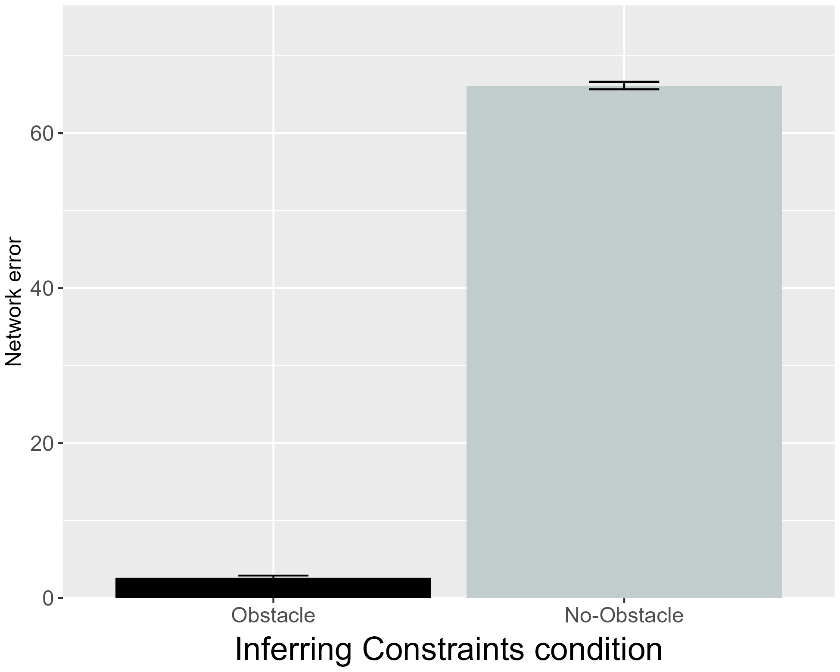 Network error
60
40
20
0
Obstacle
No-Obstacle
Inferring Constraints condition